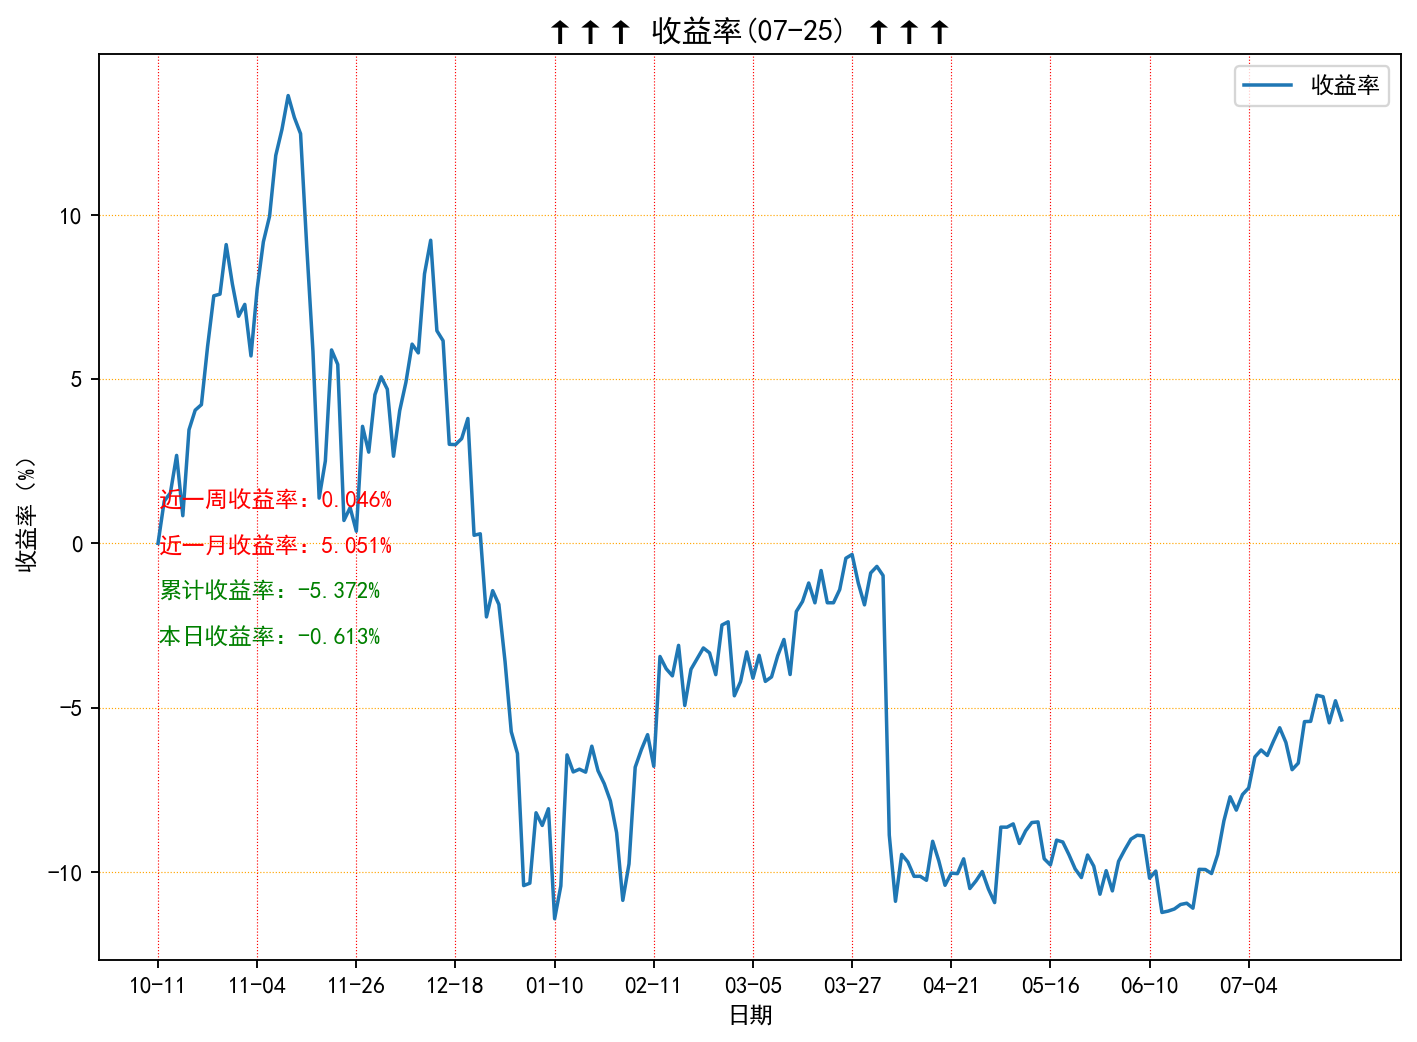 ↑↑↑ 收益率(07-25) ↑↑↑
收益率
10
5
0
-5
-10
收益率（%）
近一周收益率：0.046%
近一月收益率：5.051%
累计收益率：-5.372%
本日收益率：-0.613%
10-11 11-04 11-26 12-18 01-10 02-11 03-05 03-27 04-21 05-16 06-10 07-04
日期